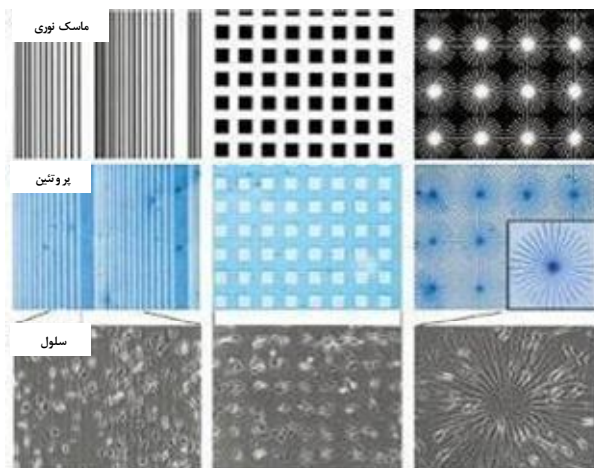 ماسک نوری
پروتئین
سلول